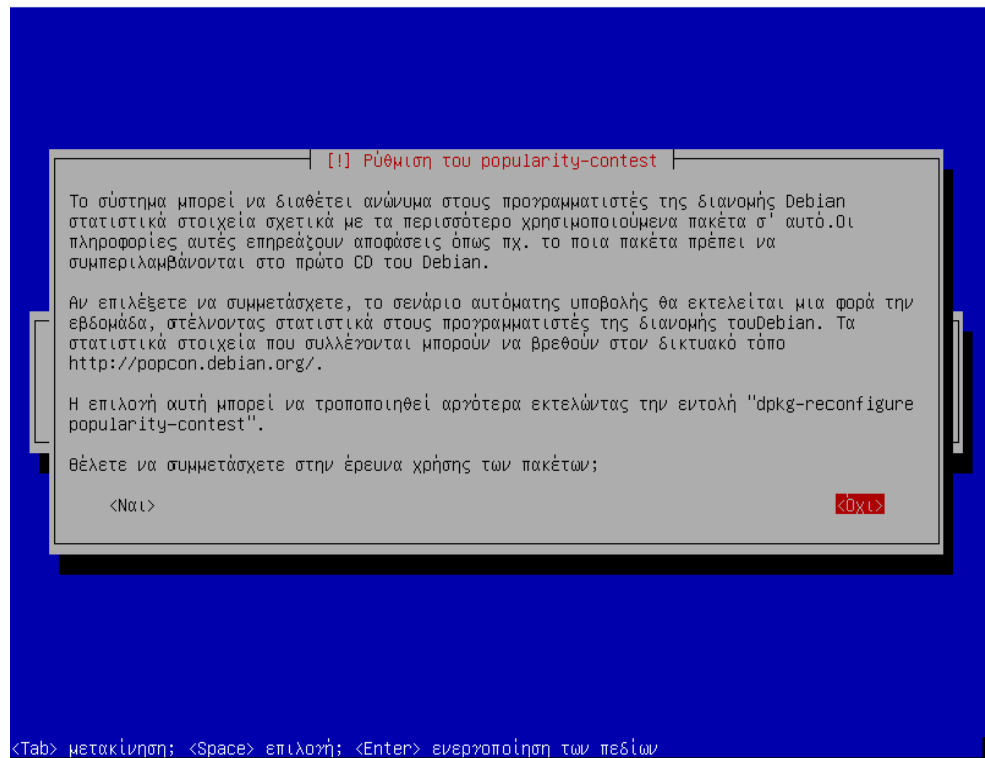 [!] Ρύθμιση του popularity-contest
Το σύστημα μπορεί να διαθέτει ανώνυμα στους προγραμματιστές της διανομής Debian
στατιστικά στοιχεία σχετικά με τα περισσότερο χρησιμοποιούμενα πακέτα σ' αυτό.Οι
πληροφορίες αυτές επηρεάζουν αποφάσεις όπως πχ. το ποια πακέτα πρέπει να
συμπεριλαμβάνονται στο πρώτο CD του Debian.
Αν επιλέξετε να συμμετάσχετε, το σενάριο αυτόματης υποβολής θα εκτελείται μια φορά την
εβδομάδα, στέλνοντας στατιστικά στους προγραμματιστές της διανομής τουDebian. Τα
στατιστικά στοιχεία που συλλέγονται μπορούν να βρεθούν στον δικτυακό τόπο
http://popcon.debian.org/.
Η επιλογή αυτή μπορεί να τροποποιηθεί αργότερα εκτελώντας την εντολή "dpkg-reconfigure
popularity-contest".
Θέλετε να συμμετάσχετε στην έρευνα χρήσης των πακέτων;
<Ναι> <Όχι>
<Tab> μετακίνηση; <Space> επιλογή; <Enter> ενεργοποίηση των πεδίων